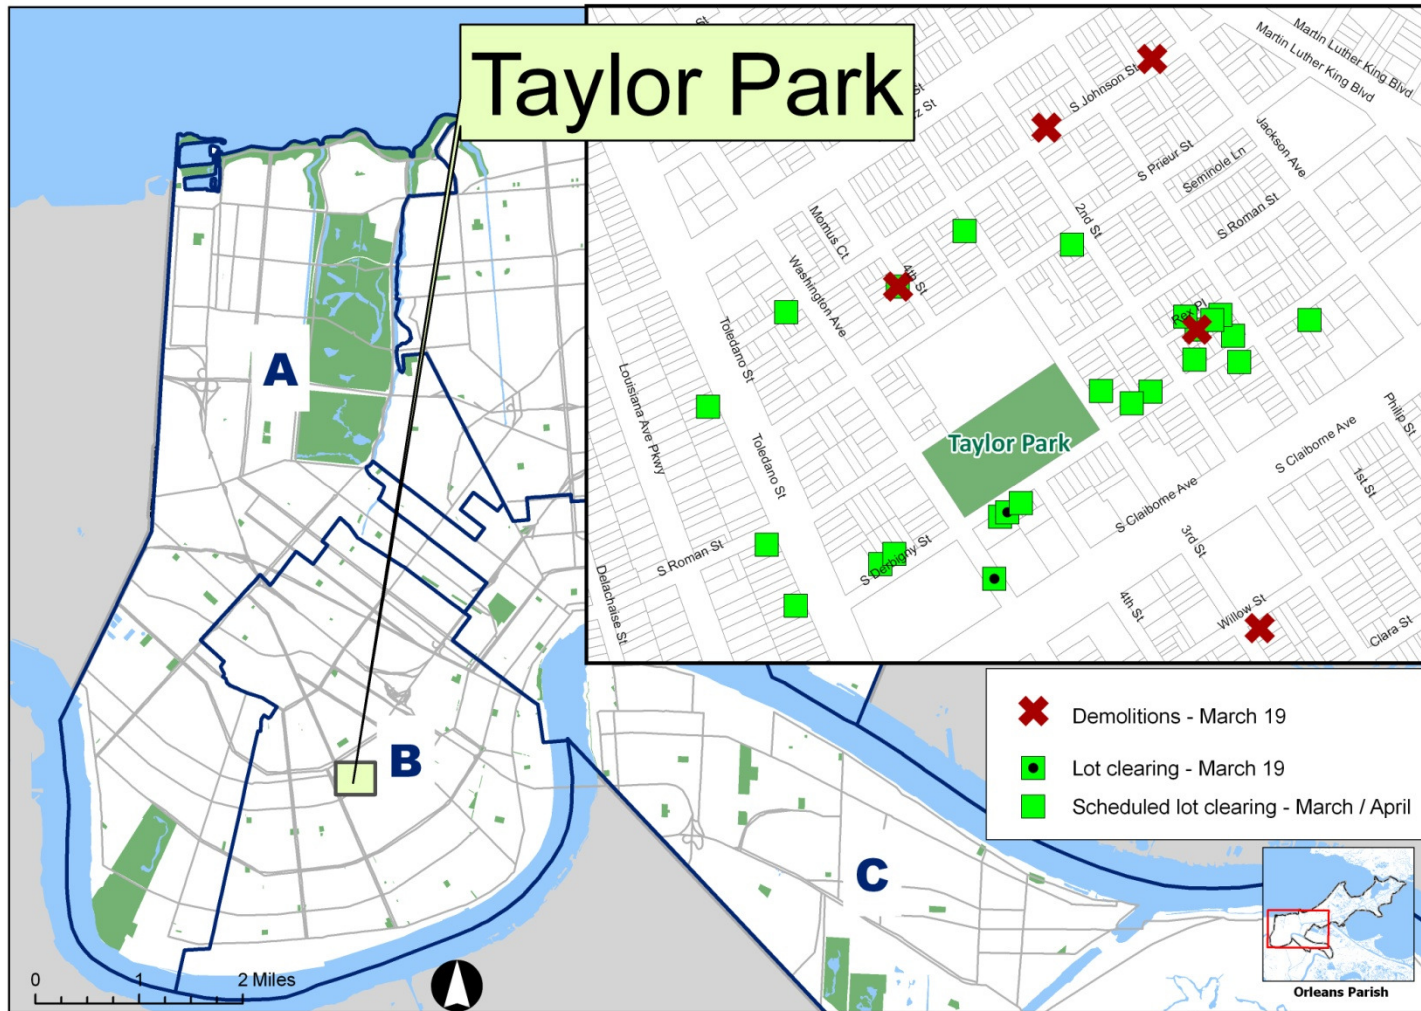 Taylor Park
Martin Luther King Blvd
Martin Luther King Blvd
S Johnson St
Jackson Ave
S Prieur St
Seminole Ln
S Roman St
2nd St
Momus Ct
Washington Ave
4th St
Rex Pl
Toledano St
Louisiana Ave Pkwy
Toledano St
Taylor Park
Philip St
S Claiborne Ave
1st St
S Claiborne Ave
3rd St
S Roman St
S Derbigny St
Delachaise St
4th St
Willow St
Clara St
A
B
C
Demolitions - March 19
Lot clearing - March 19
Scheduled lot clearing - March / April
0 1 2 Miles
Orleans Parish